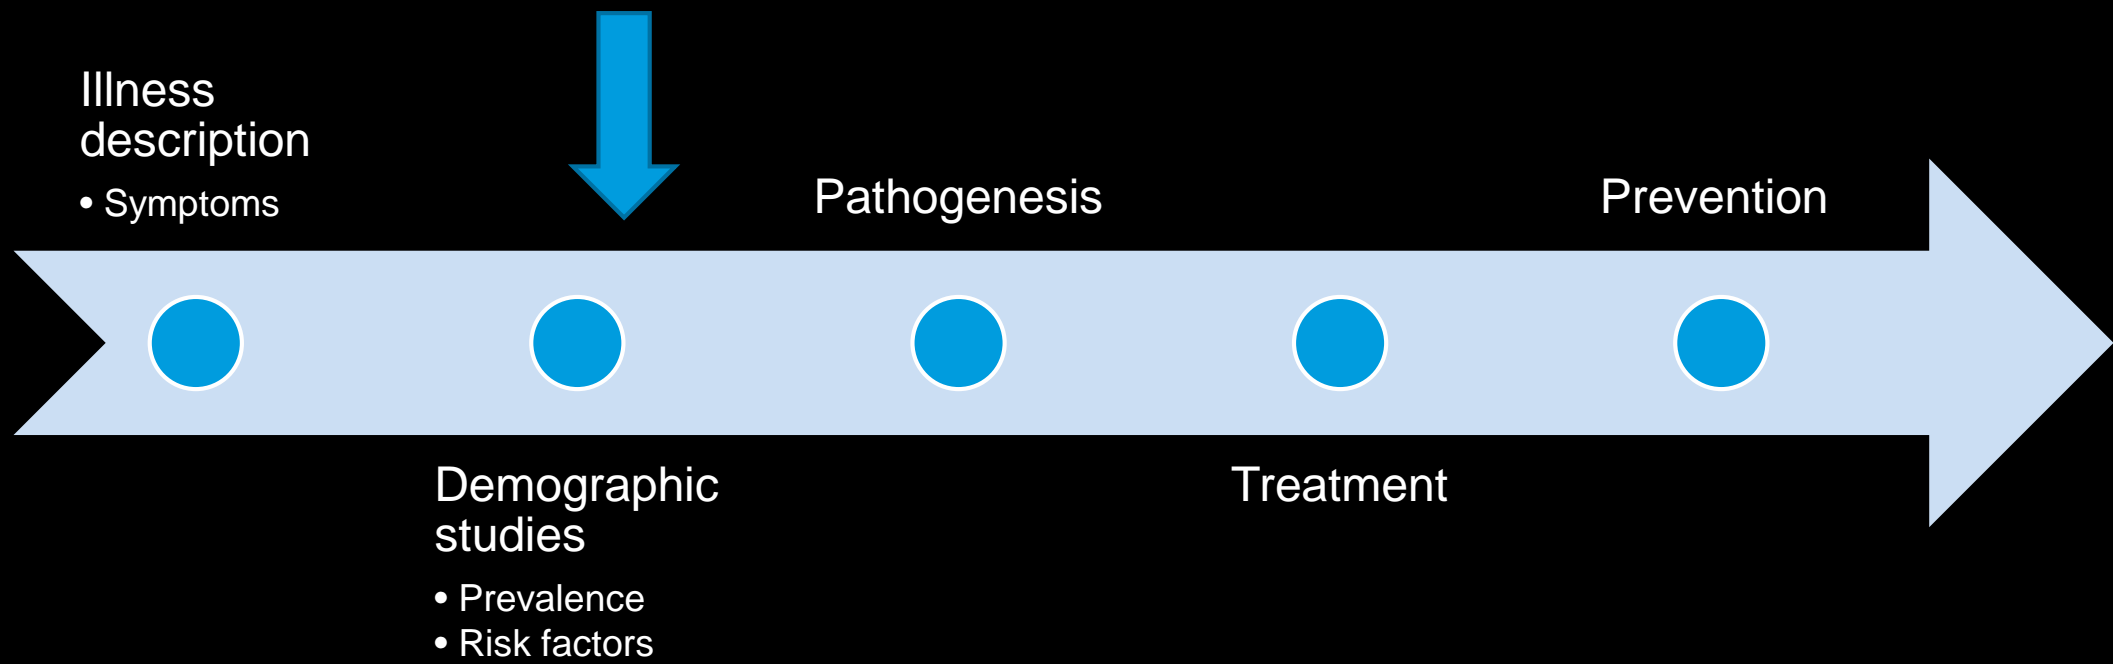 Illness
description
• Symptoms
Demographic
studies
• Prevalence
• Risk factors
Pathogenesis
Treatment
Prevention